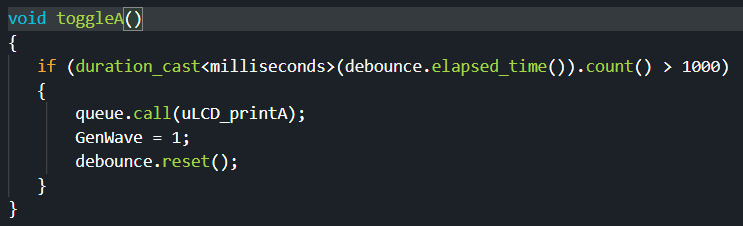 void toggleA()
{
    if (duration_cast<milliseconds>(debounce.elapsed_time()).count() > 1000)
    {
        queue.call(uLCD_printA);
        GenWave = 1;
        debounce.reset();
    }
}